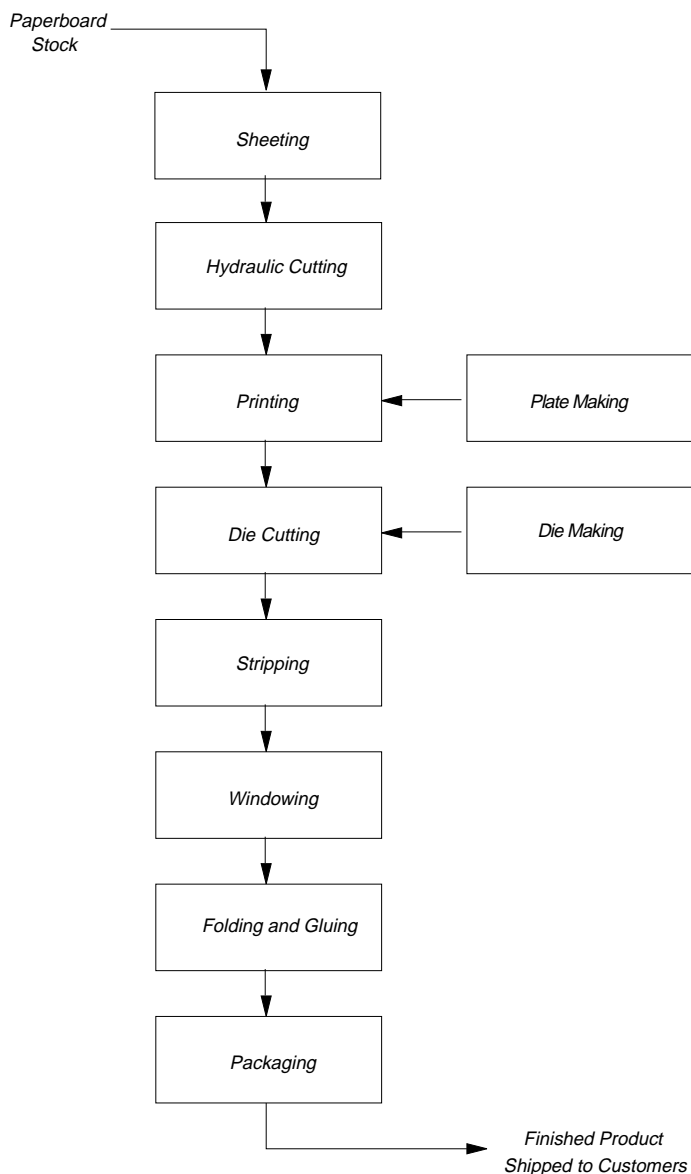 Paperboard
Stock
Sheeting
Hydraulic Cutting
Printing
Plate Making
Die Cutting
Die Making
Stripping
Windowing
Folding and Gluing
Packaging
Finished Product
Shipped to Customers